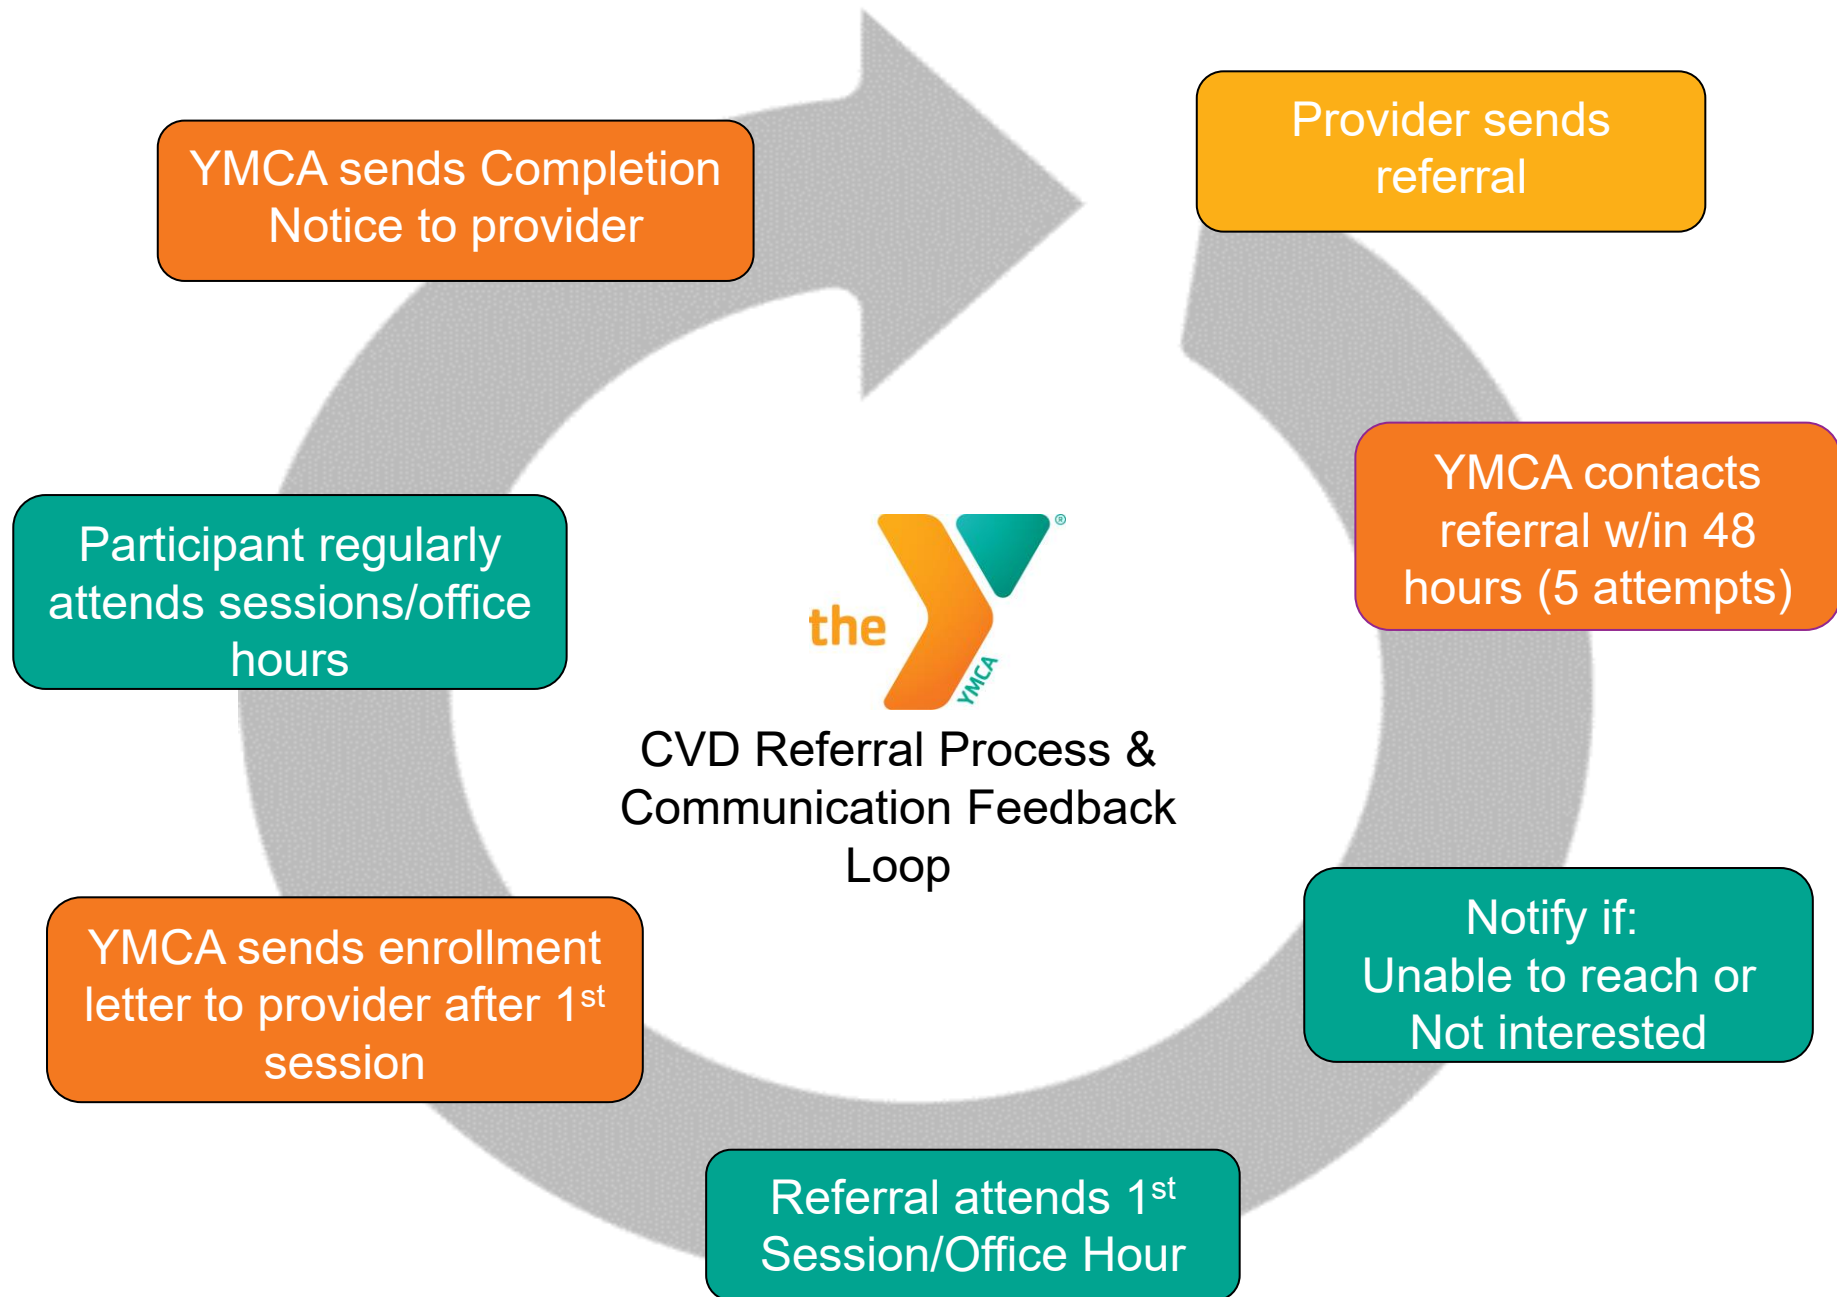 Provider sends
referral
YMCA contacts
referral w/in 48
hours (5 attempts)
Notify if:
Unable to reach or
Not interested
Referral attends 1st
Session/Office Hour
YMCA sends enrollment
letter to provider after 1st
session
Participant regularly
attends sessions/office
hours
YMCA sends Completion
Notice to provider
the
YMCA
®
CVD Referral Process &
Communication Feedback
Loop